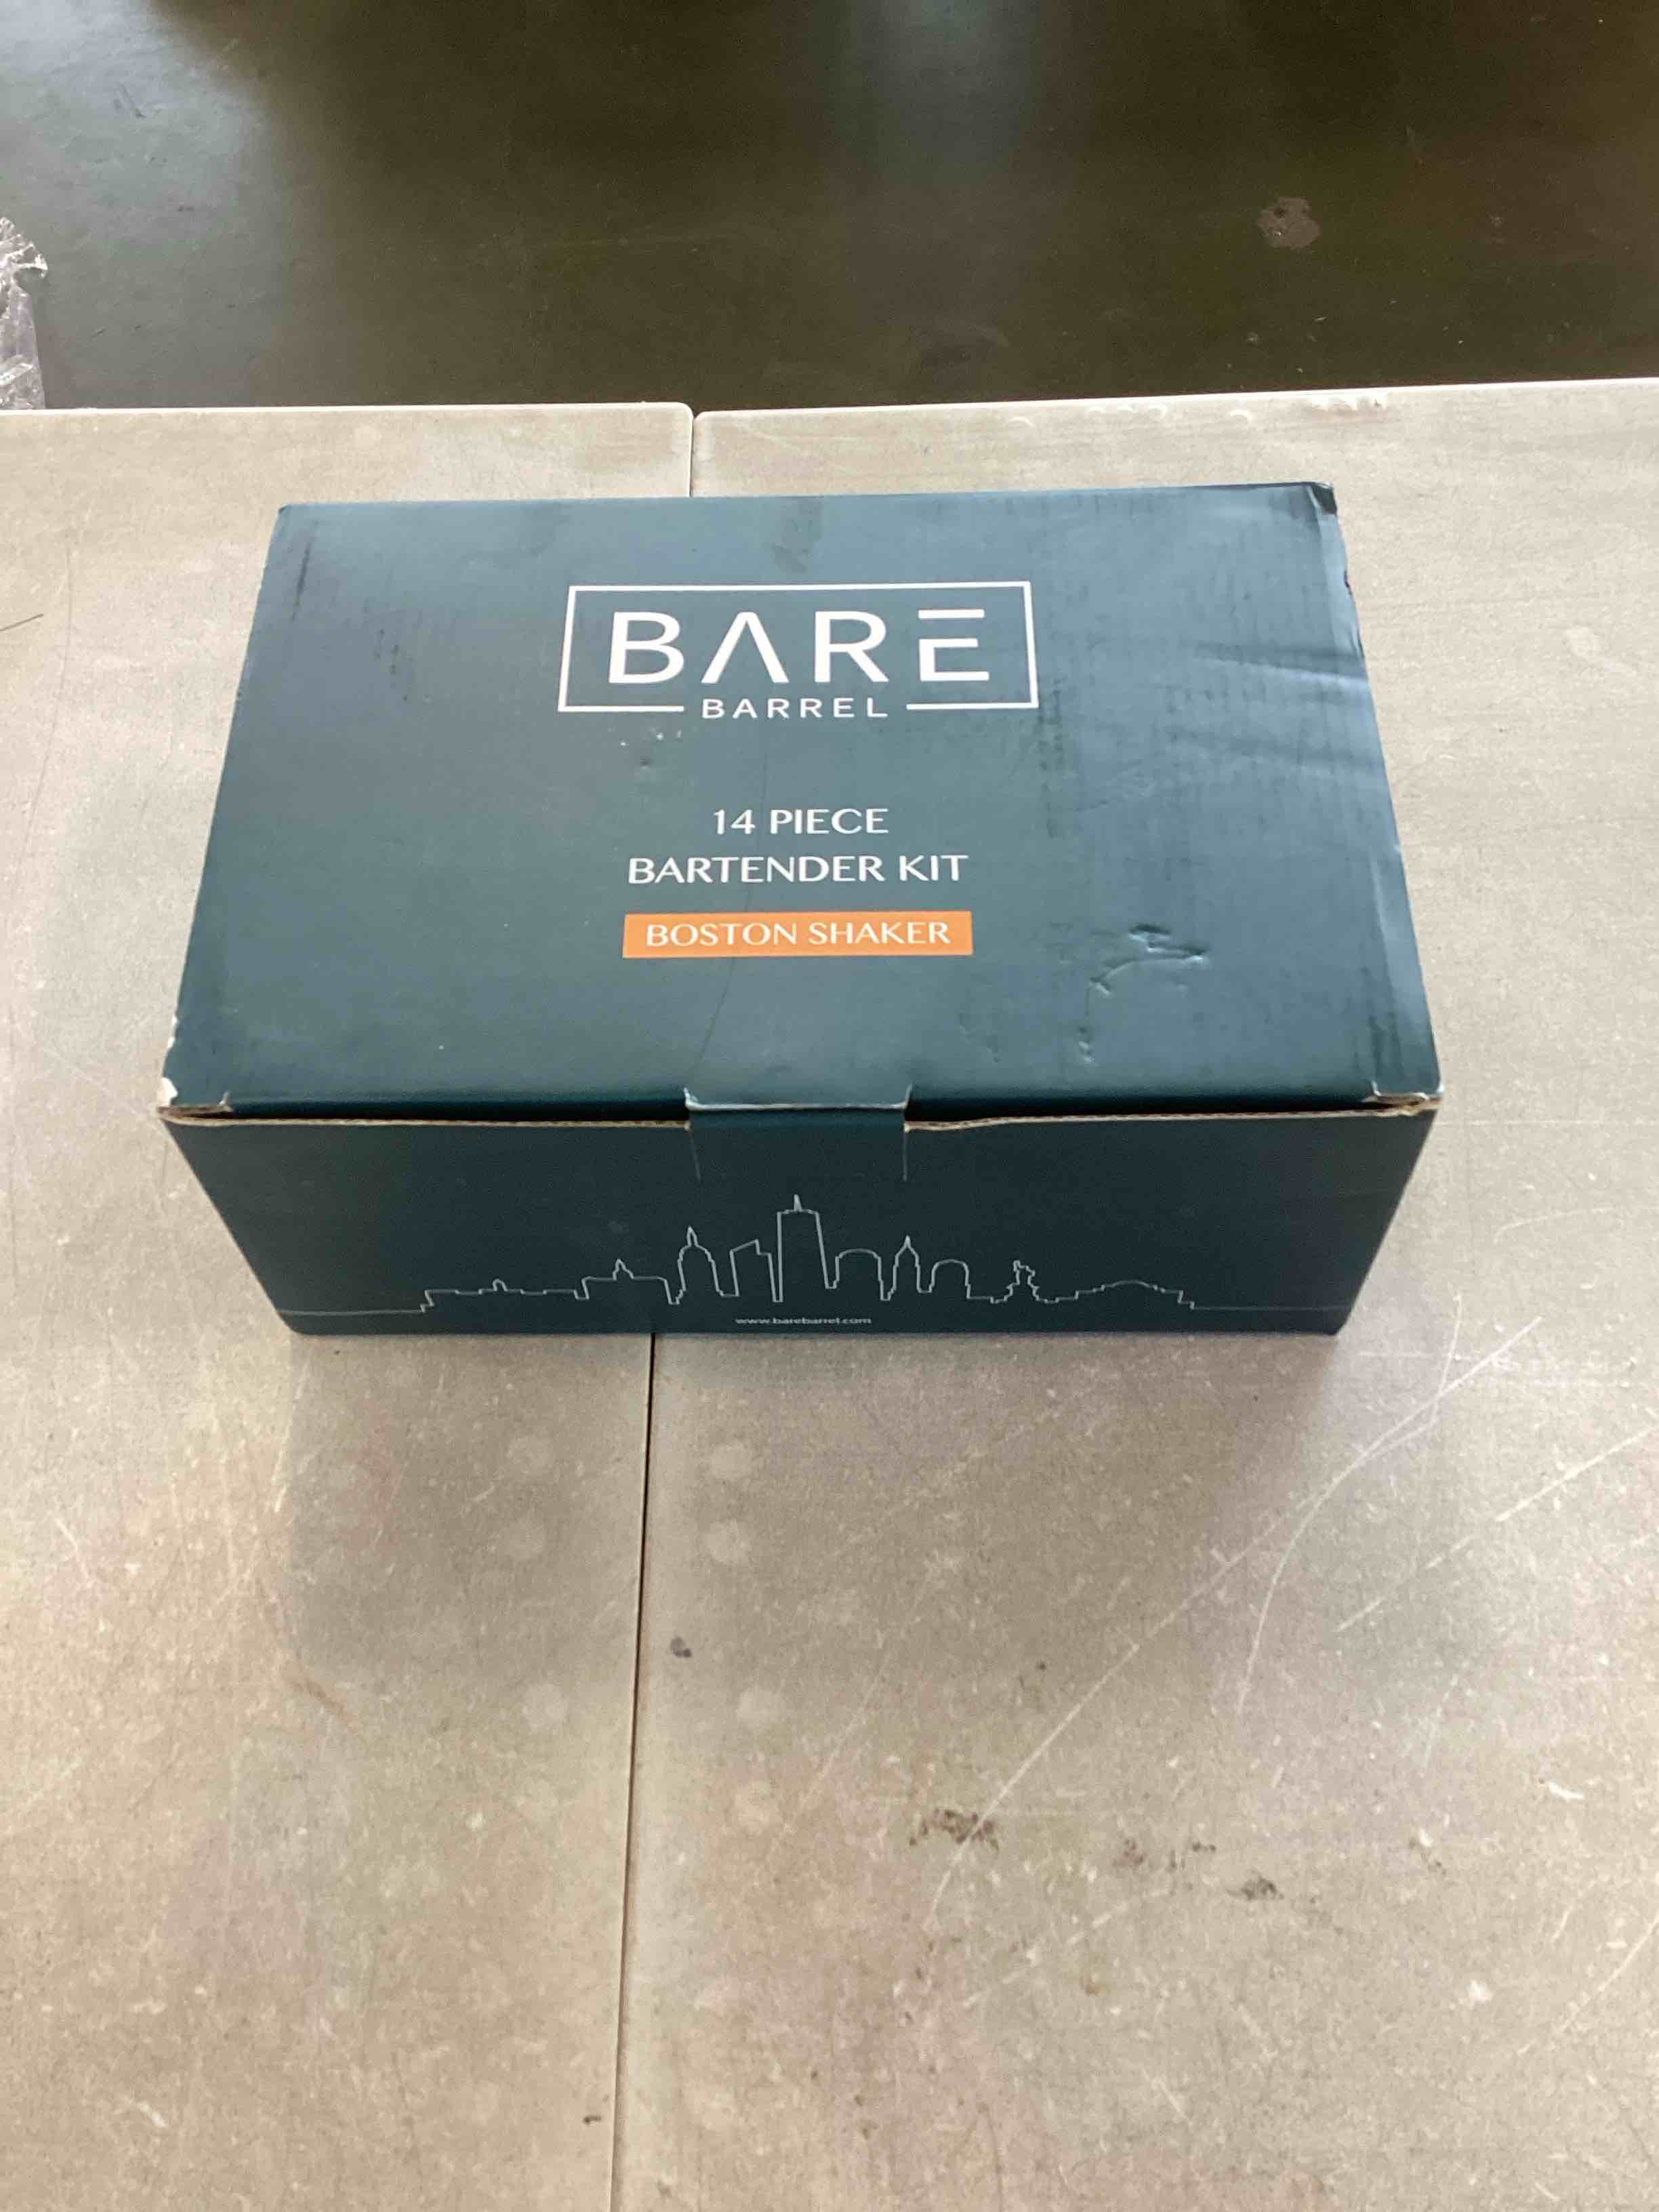 BARE
BARREL
14 PIECE
BARTENDER KIT
BOSTON SHAKER
www.barebarrel.com